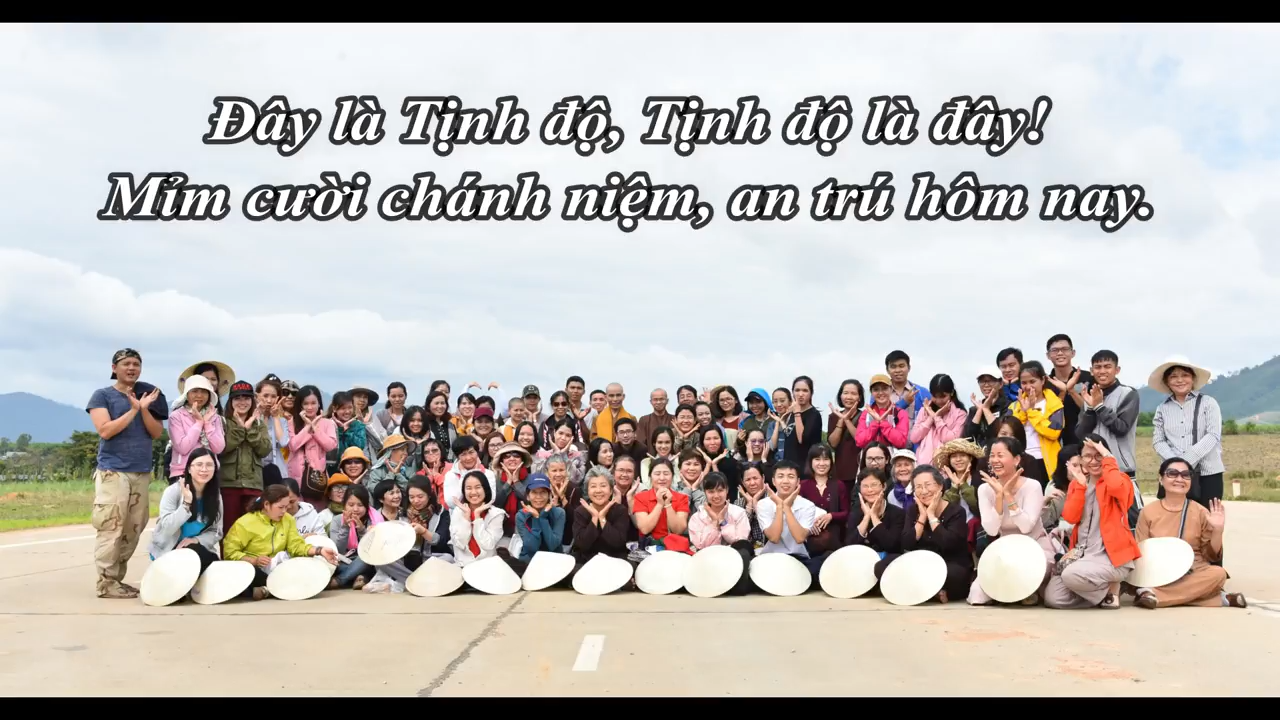 Đây là Tịnh độ, Tịnh độ là đây!
Mỉm cười chánh niệm, an trú hôm nay.